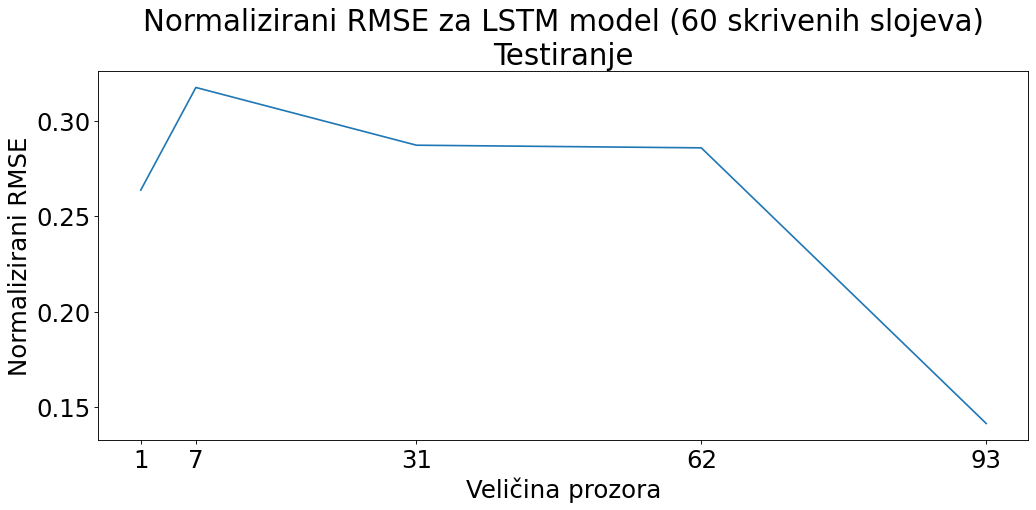 Normalizirani RMSE za LSTM model (60 skrivenih slojeva)
Testiranje
Normalizirani RMSE
0.30
0.25
0.20
0.15
1 7 31 62 93
Veličina prozora